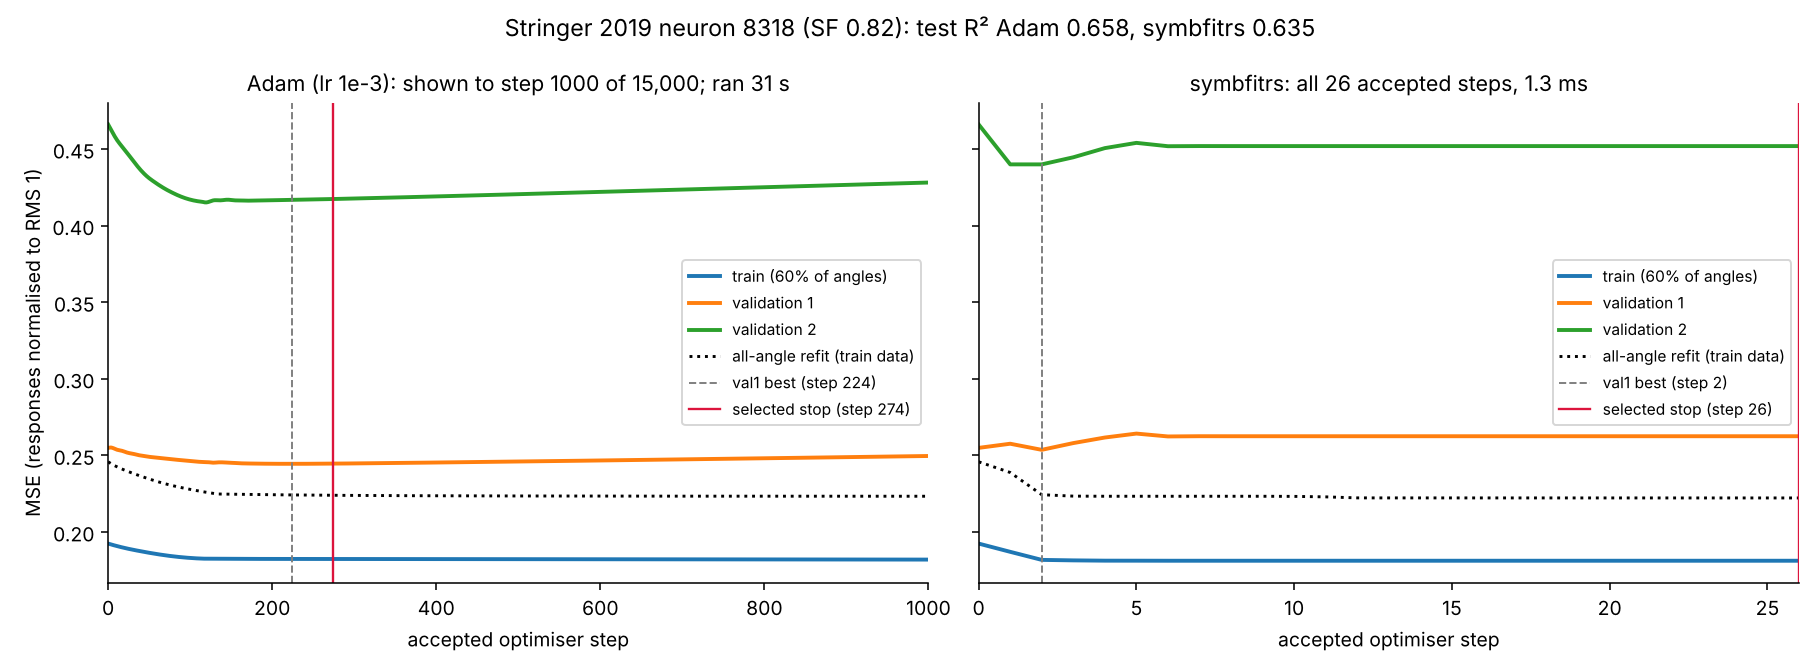 Stringer 2019 neuron 8318 (SF 0.82): test R² Adam 0.658, symbfitrs 0.635
Adam (lr 1e-3): shown to step 1000 of 15,000; ran 31 s
MSE (responses normalised to RMS 1)
0.45
0.40
0.35
0.30
0.25
0.20
train (60% of angles)
validation 1
validation 2
all-angle refit (train data)
val1 best (step 224)
selected stop (step 274)
0 200 400 600 800 1000
accepted optimiser step
symbfitrs: all 26 accepted steps, 1.3 ms
train (60% of angles)
validation 1
validation 2
all-angle refit (train data)
val1 best (step 2)
selected stop (step 26)
0 5 10 15 20 25
accepted optimiser step